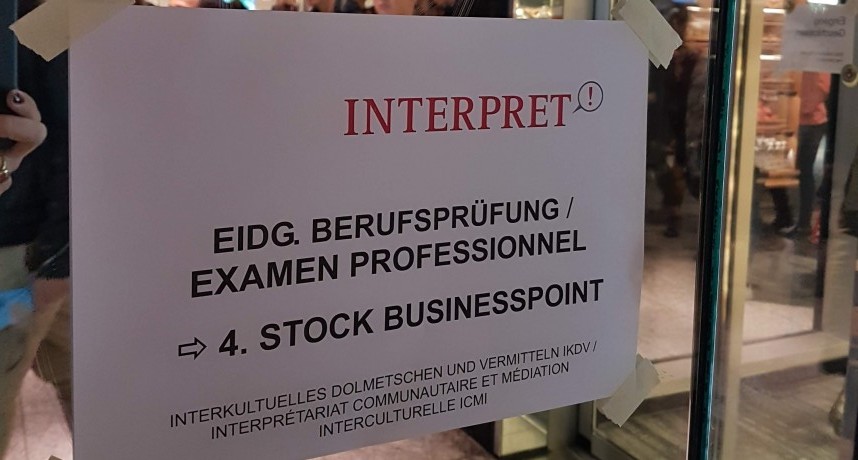 INTERPRET!
EIDG. BERUFSPRÜFUNG /
EXAMEN PROFESSIONNEL
⇨ 4. STOCK BUSINESSPOINT
INTERKULTUELLES DOLMETSCHEN UND VERMITTELN IKDV /
INTERPRÉTARIAT COMMUNAUTAIRE ET MÉDIATION
INTERCULTURELLE ICMI